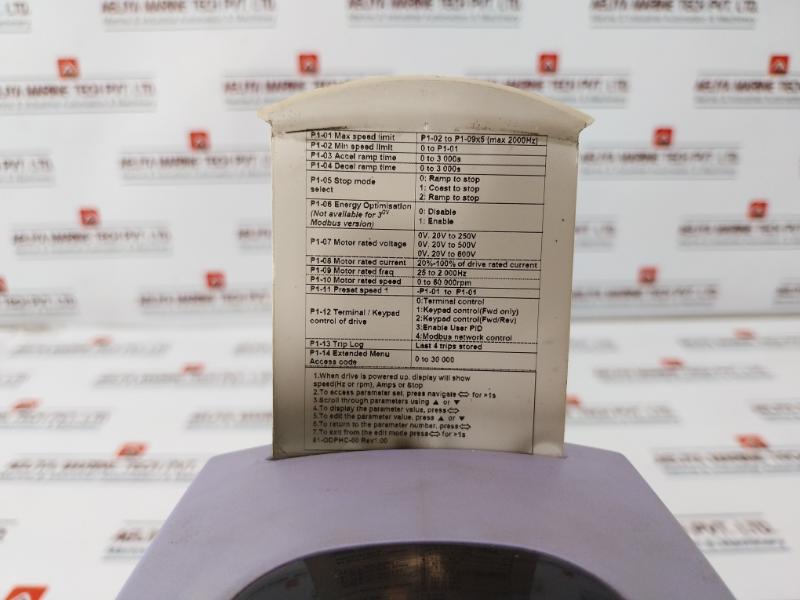 P1-01 Max speed limit P1-02 to P1-09x5 (max 2000Hz)
P1-02 Min speed limit 0 to P1-01
P1-03 Accel ramp time 0 to 3 000s
P1-04 Decel ramp time 0 to 3 000s
P1-05 Stop mode select 0: Ramp to stop
1: Coast to stop
2: Ramp to stop
P1-06 Energy Optimisation
(Not available for 3GV
Modbus version)
0: Disable
1: Enable
P1-07 Motor rated voltage 0V, 20V to 250V
0V, 20V to 500V
0V, 20V to 600V
P1-08 Motor rated current 20%-100% of drive rated current
P1-09 Motor rated freq 25 to 2 000Hz
P1-10 Motor rated speed 0 to 60 000rpm
P1-11 Preset speed 1 -P1-01 to P1-01
P1-12 Terminal / Keypad
control of drive
0:Terminal control
1:Keypad control(Fwd only)
2:Keypad control(Fwd/Rev)
3:Enable User PID
4:Modbus network control
P1-13 Trip Log Last 4 trips stored
P1-14 Extended Menu
Access code
0 to 30 000
1.When drive is powered up, display will show
speed(Hz or rpm), Amps or Stop
2.To access parameter set, press navigate ⇔ for >1s
3.Scroll through parameters using ▲ or ▼
4.To display the parameter value, press⇔
5.To edit the parameter value, press ▲ or ▼
6.To return to the parameter number, press⇔
7.To exit from the edit mode press⇔ for >1s
81-ODPHC-00 Rev1.00
AELIYA MARINE TECH PVT. LTD.
Marine & Industrial Automation & Machinery